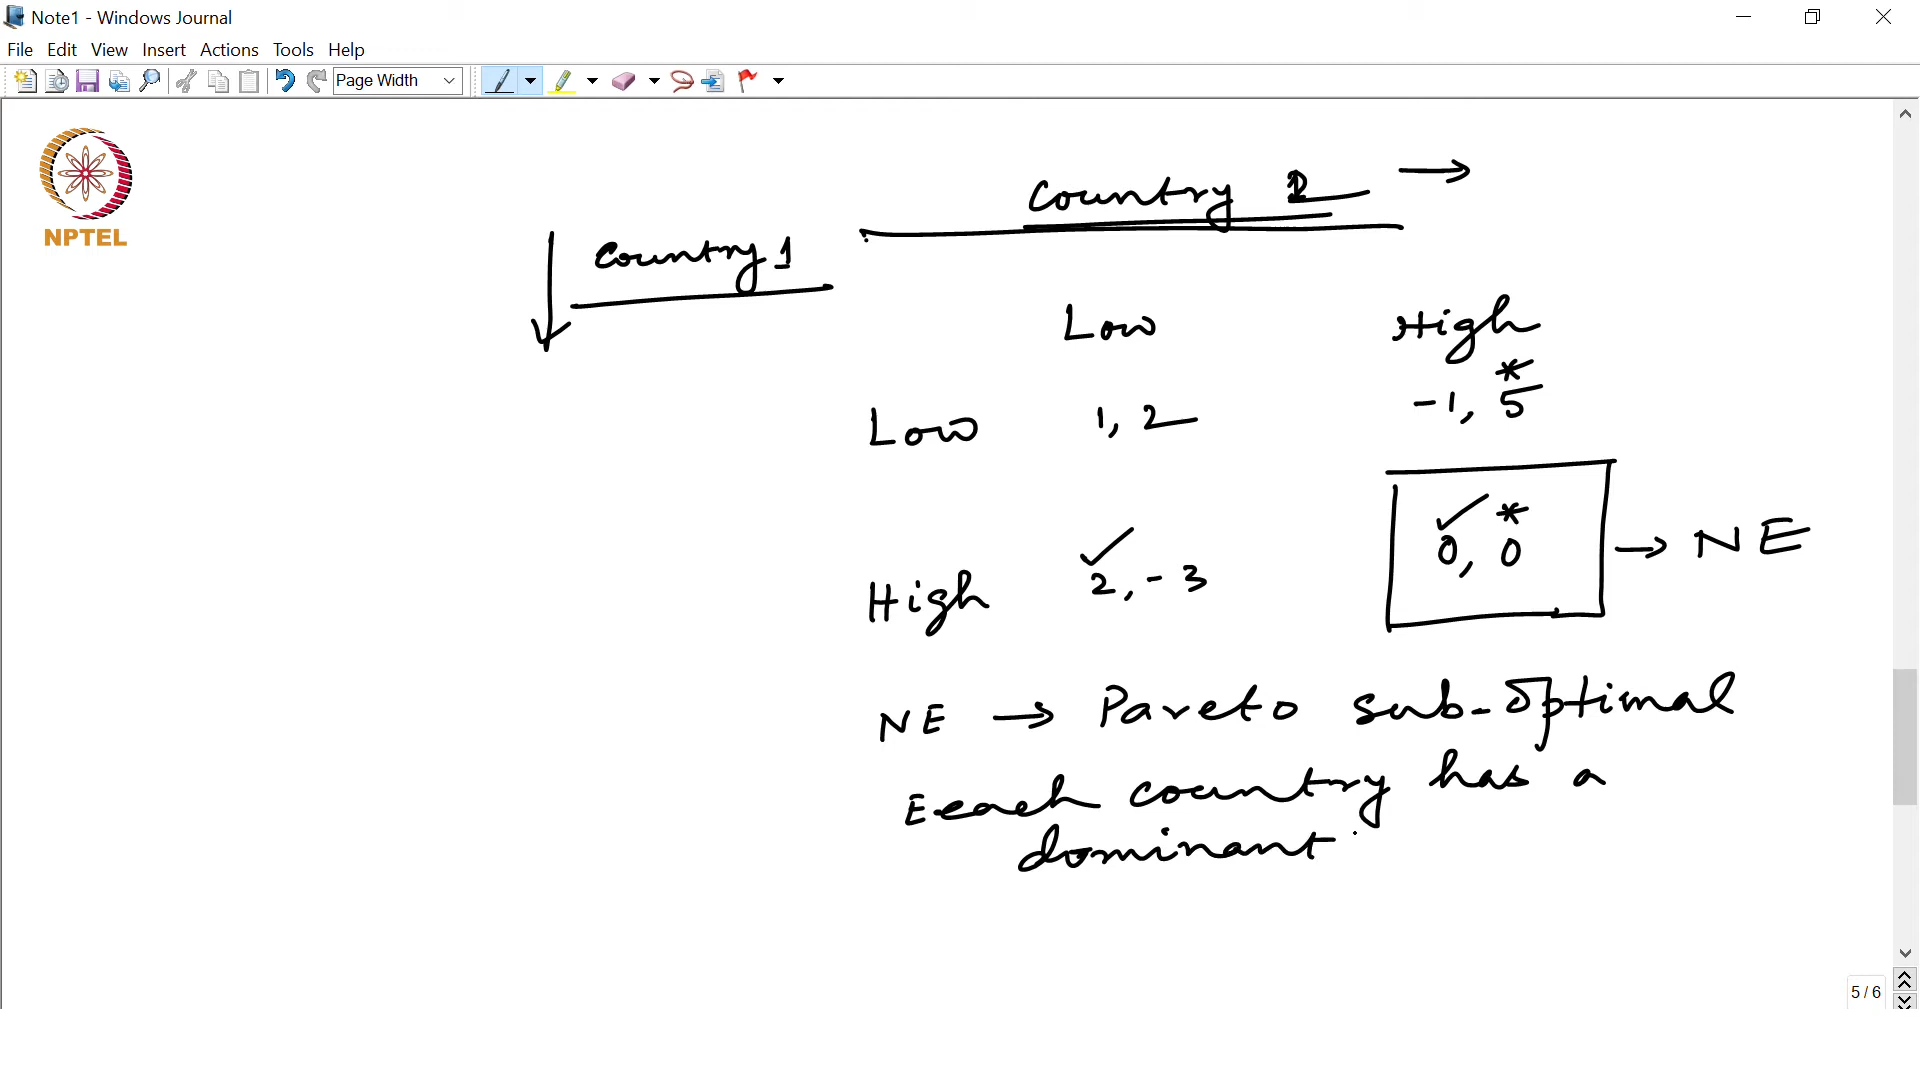 Note1 - Windows Journal
File Edit View Insert Actions Tools Help
Page Width
NPTEL
Country 2 →
Country 1
Low High
*
Low 1, 2 -1, 5
✓ *
✓ 0, 0 → NE
High 2, -3
NE → Pareto sub-optimal
Eeach country has a
dominant
5 / 6